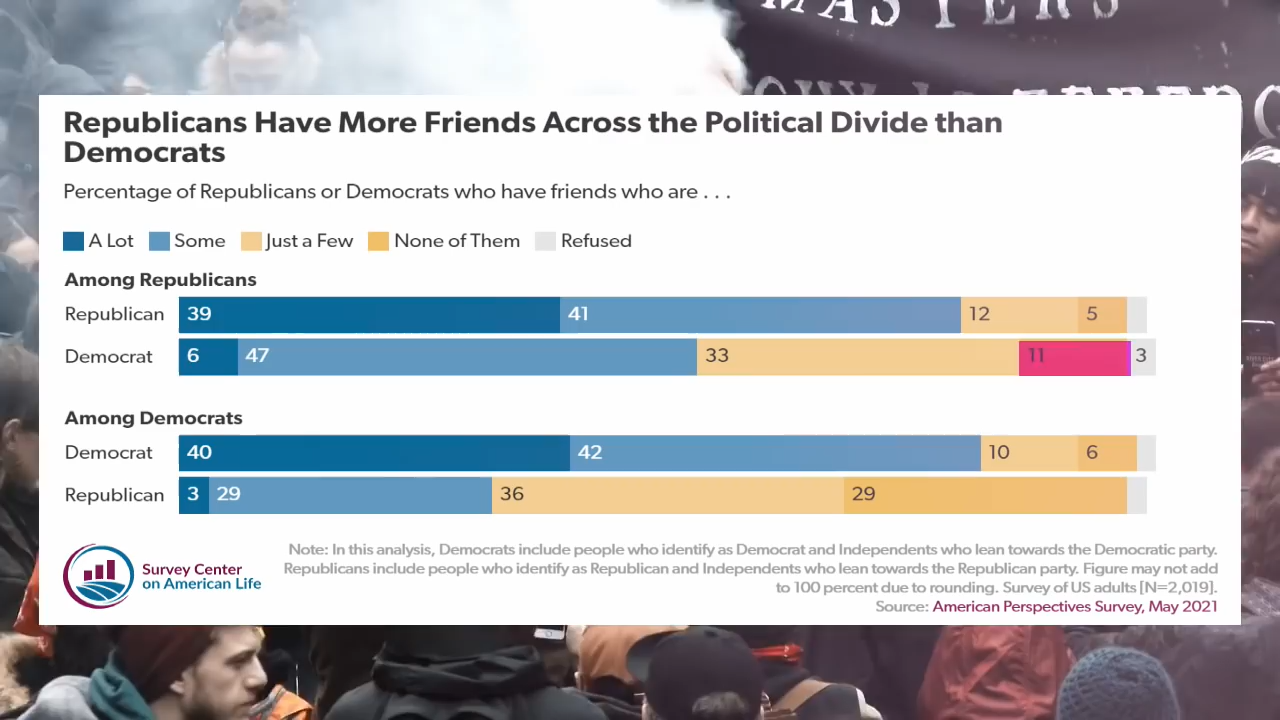 MASTERS
Republicans Have More Friends Across the Political Divide than
Democrats
Percentage of Republicans or Democrats who have friends who are . . .
A Lot Some Just a Few None of Them Refused
Among Republicans
Republican 39 41 12 5
Democrat 6 47 33 11 3
Among Democrats
Democrat 40 42 10 6
Republican 3 29 36 29
Survey Center
on American Life
Note: In this analysis, Democrats include people who identify as Democrat and Independents who lean towards the Democratic party.
Republicans include people who identify as Republican and Independents who lean towards the Republican party. Figure may not add
to 100 percent due to rounding. Survey of US adults [N=2,019].
Source: American Perspectives Survey, May 2021